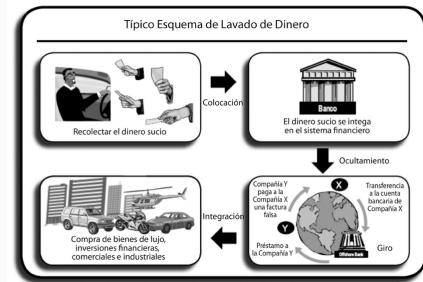 Típico Esquema de Lavado de Dinero
Recolectar el dinero sucio
Colocación
Banco
El dinero sucio se intega
en el sistema financiero
Ocultamiento
Compañía Y
paga a la
Compañía X
una factura
falsa
X
Transferencia
a la cuenta
bancaria de
Compañía X
Y
Préstamo a
la Compañía Y
Offshore Bank
Giro
Integración
Compra de bienes de lujo,
inversiones financieras,
comerciales e industriales